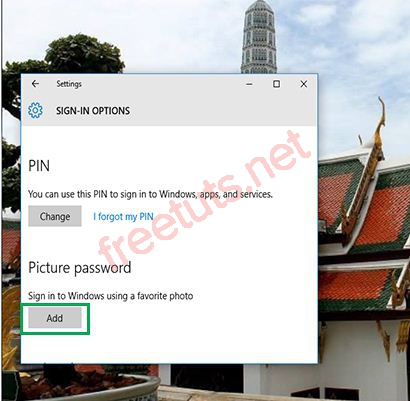 Settings
SIGN-IN OPTIONS
PIN
You can use this PIN to sign in to Windows, apps, and services.
Change I forgot my PIN
freetuts.net
Picture password
Sign in to Windows using a favorite photo
Add